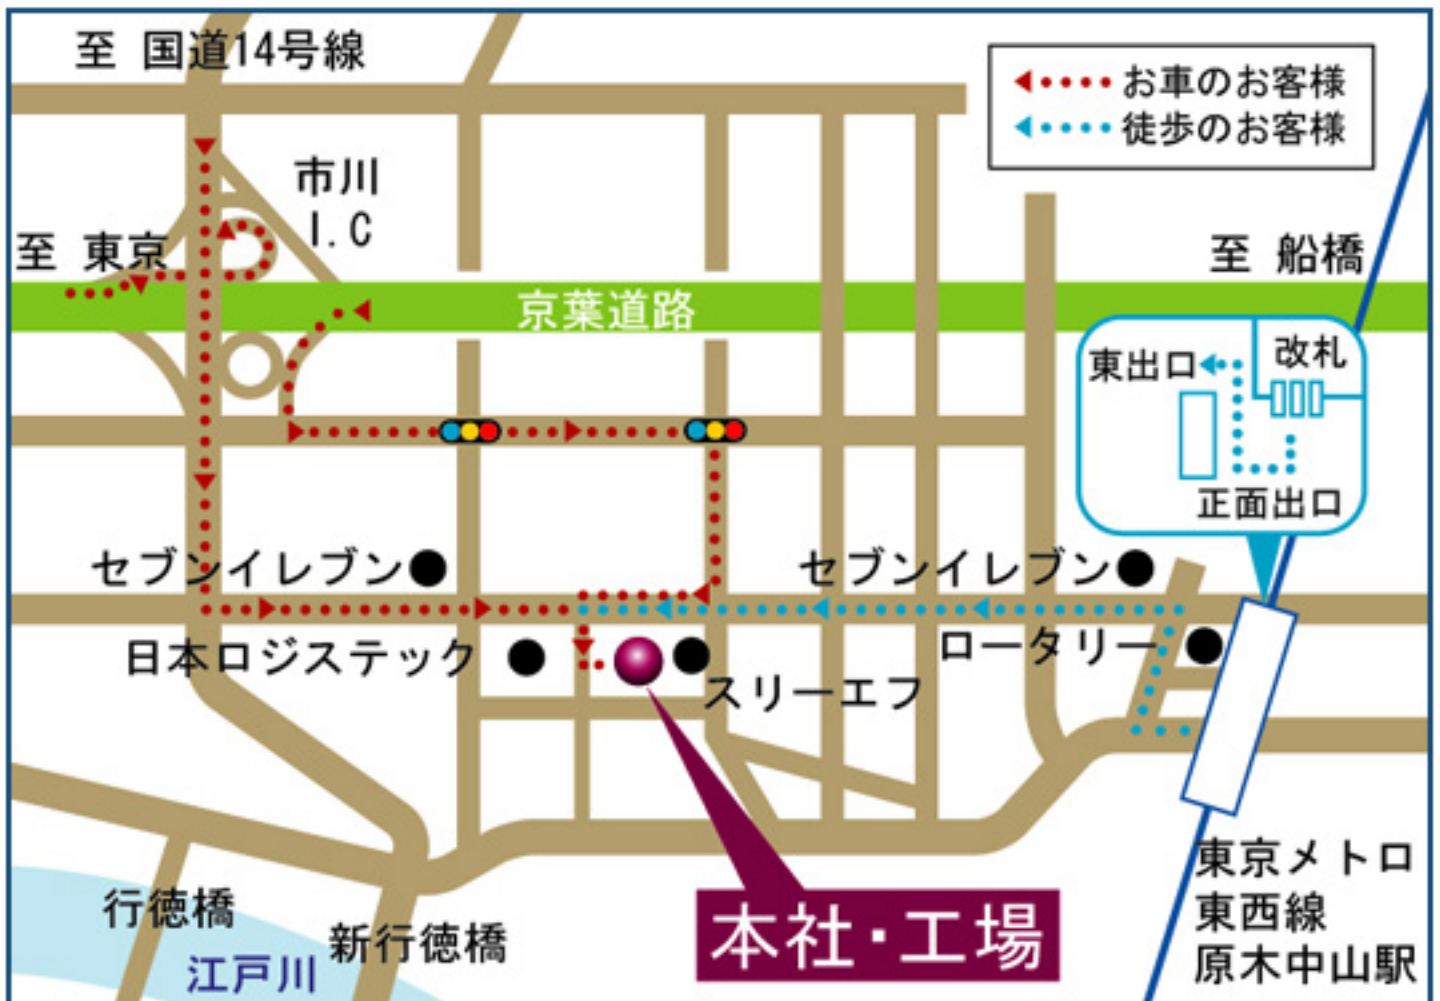 至 国道14号線
お車のお客様
徒歩のお客様
市川
I.C
至 東京
至 船橋
京葉道路
改札
東出口
正面出口
セブンイレブン
セブンイレブン
日本ロジステック
ロータリー
スリーエフ
本社・工場
東京メトロ
東西線
原木中山駅
行徳橋
新行徳橋
江戸川